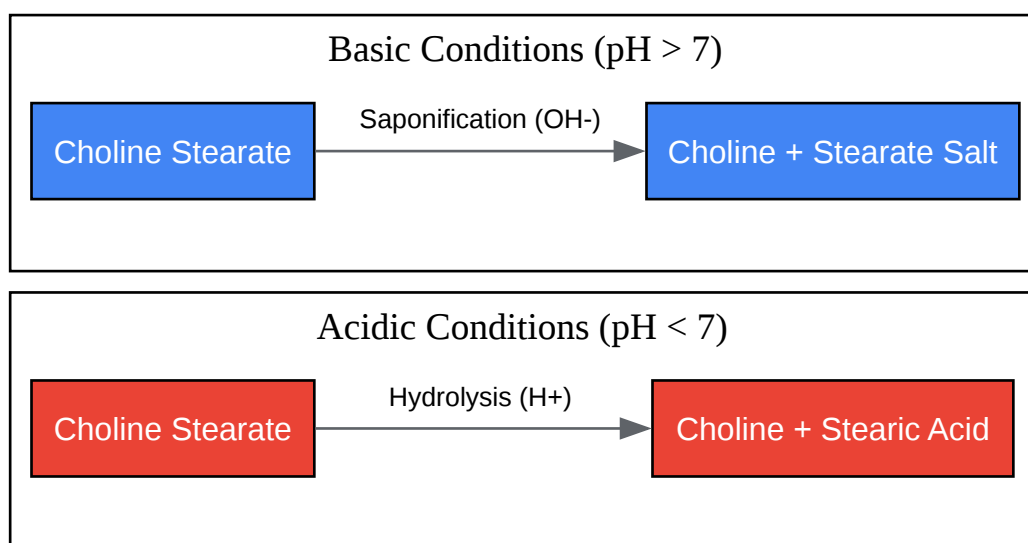 Basic Conditions (pH > 7)
Choline Stearate
Saponification (OH-)
Choline + Stearate Salt
Acidic Conditions (pH < 7)
Choline Stearate
Hydrolysis (H+)
Choline + Stearic Acid